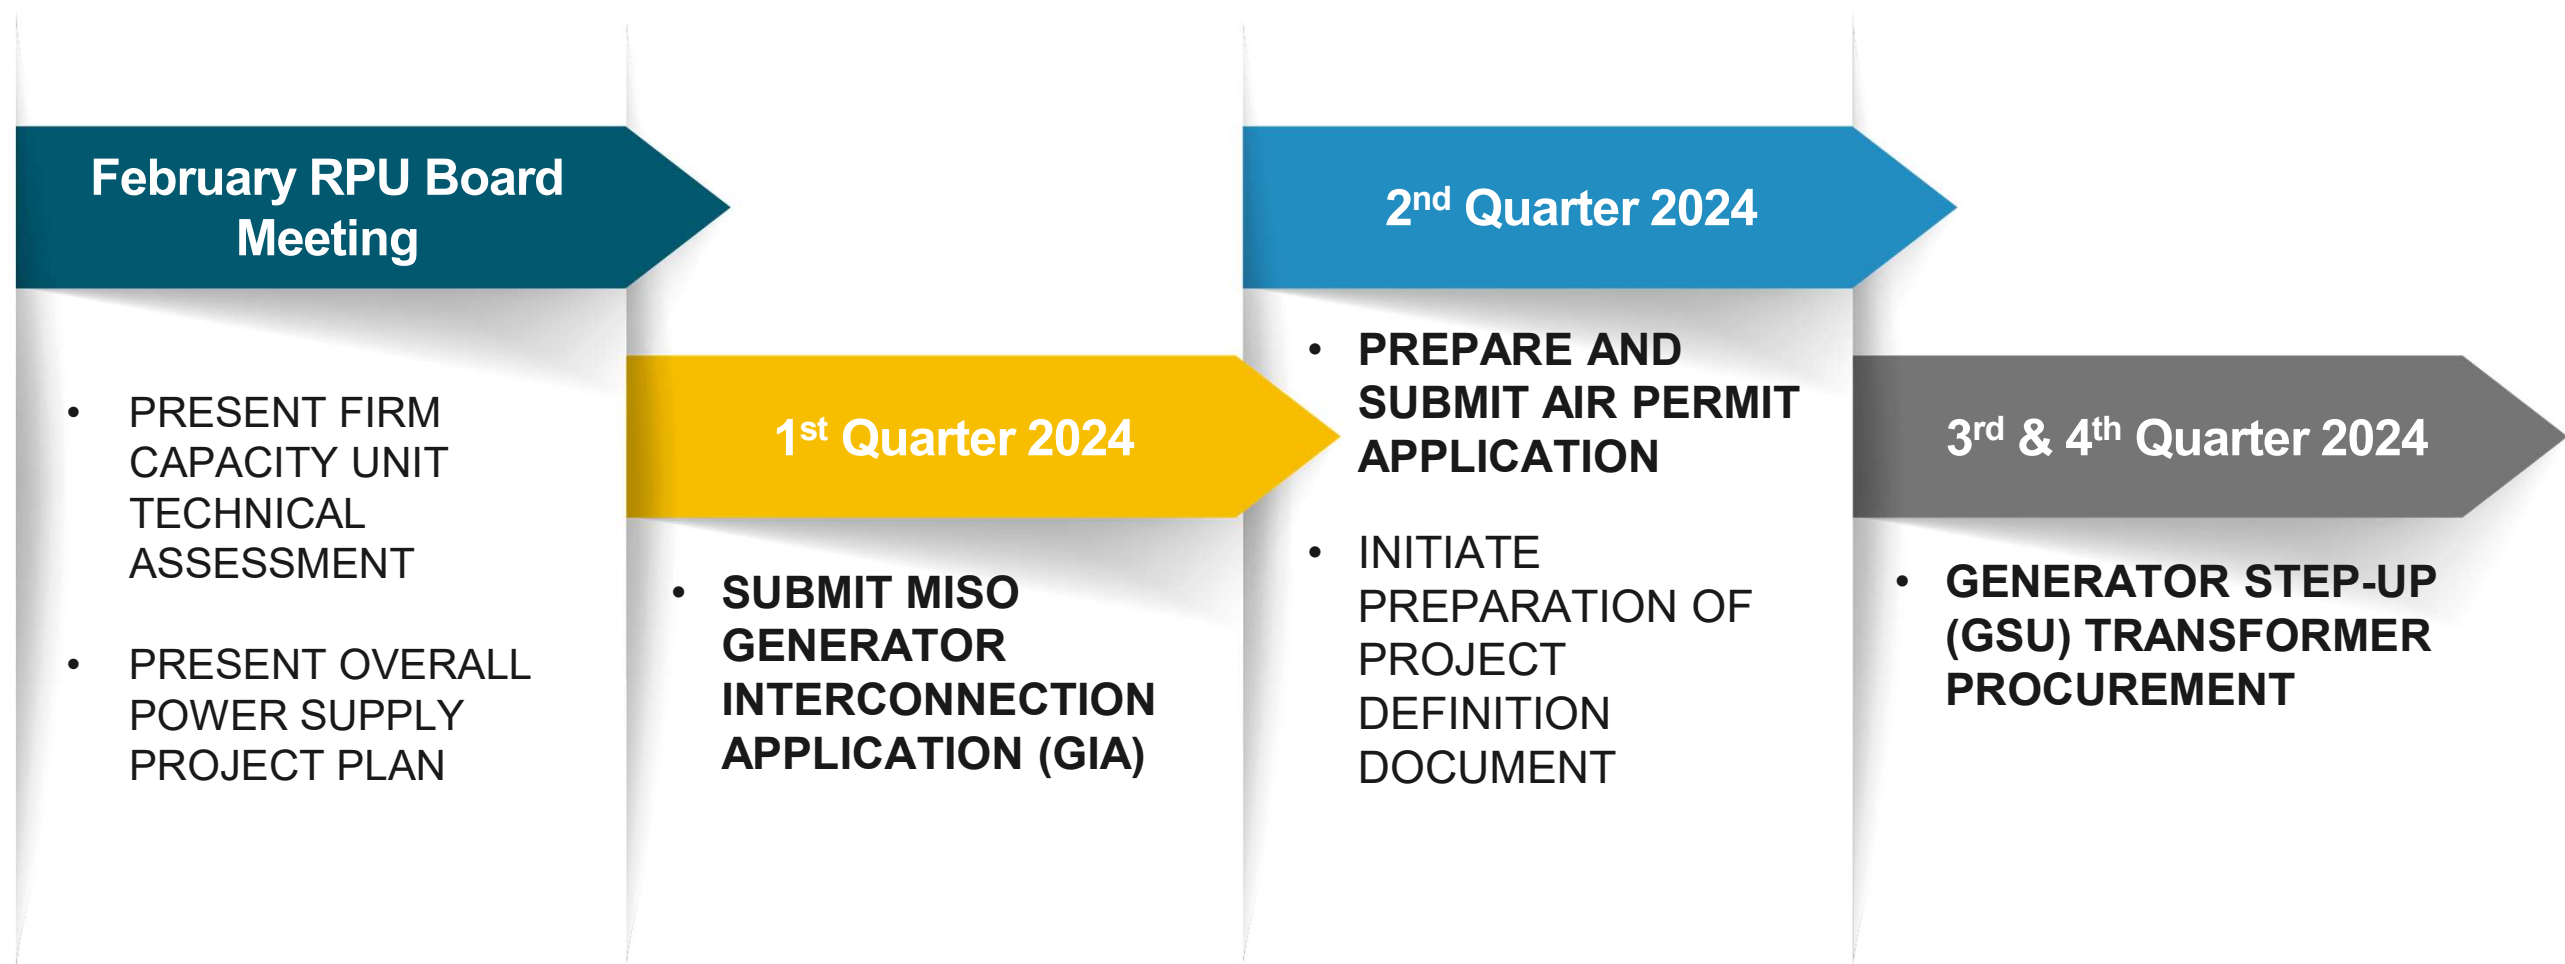 February RPU Board
Meeting
• PRESENT FIRM
CAPACITY UNIT
TECHNICAL
ASSESSMENT
• PRESENT OVERALL
POWER SUPPLY
PROJECT PLAN
1st Quarter 2024
• SUBMIT MISO
GENERATOR
INTERCONNECTION
APPLICATION (GIA)
2nd Quarter 2024
• PREPARE AND
SUBMIT AIR PERMIT
APPLICATION
• INITIATE
PREPARATION OF
PROJECT
DEFINITION
DOCUMENT
3rd & 4th Quarter 2024
• GENERATOR STEP-UP
(GSU) TRANSFORMER
PROCUREMENT